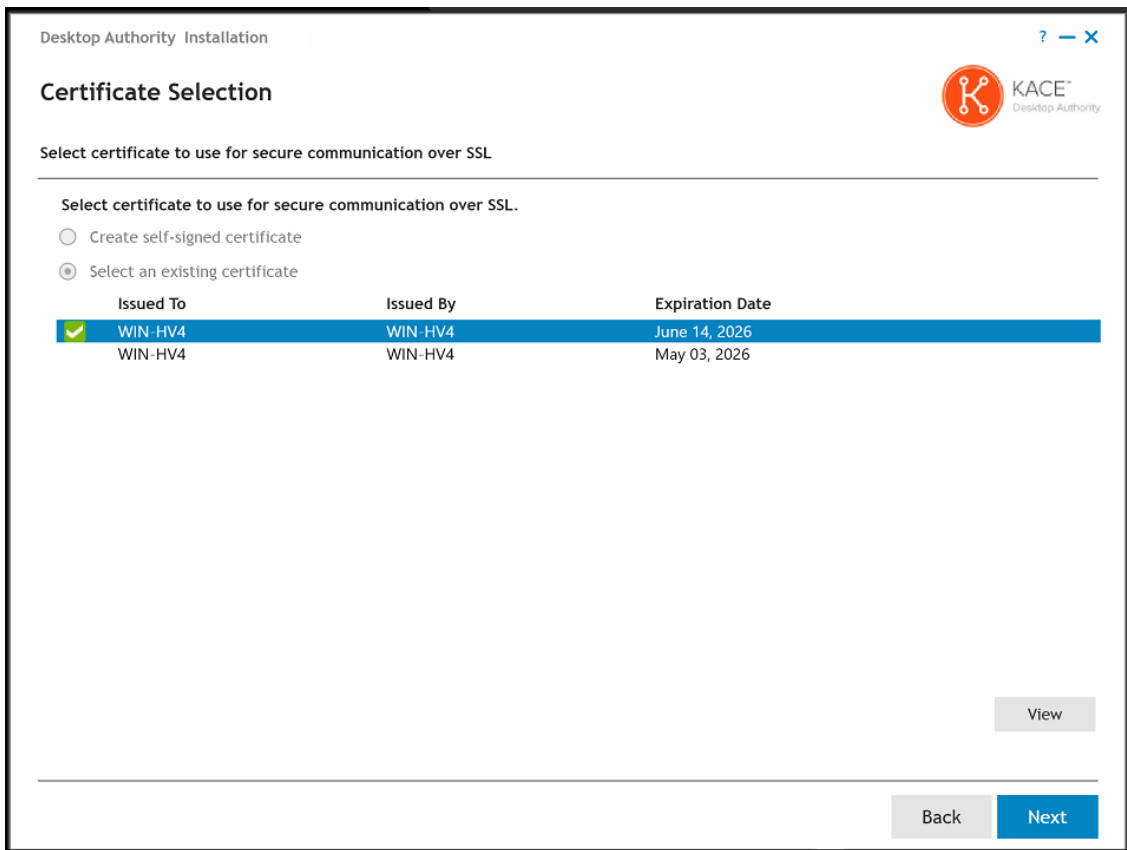 Desktop Authority Installation
?
Certificate Selection
KACE™
Desktop Authority
Select certificate to use for secure communication over SSL
Select certificate to use for secure communication over SSL.
Create self-signed certificate
Select an existing certificate
Issued To Issued By Expiration Date
WIN-HV4 WIN-HV4 June 14, 2026
WIN-HV4 WIN-HV4 May 03, 2026
View
Back Next